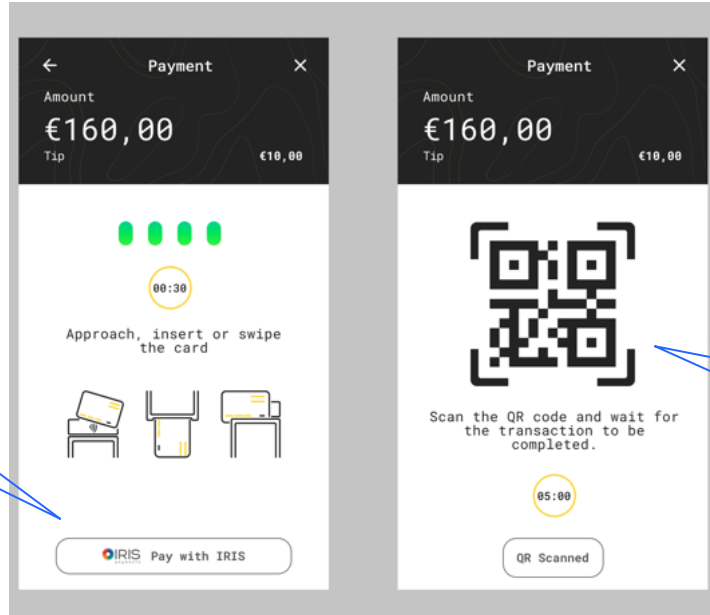 Payment
Amount
€160,00
Tip €10,00
00:30
Approach, insert or swipe
the card
IRIS payments Pay with IRIS
Payment
Amount
€160,00
Tip €10,00
Scan the QR code and wait for
the transaction to be
completed.
05:00
QR Scanned